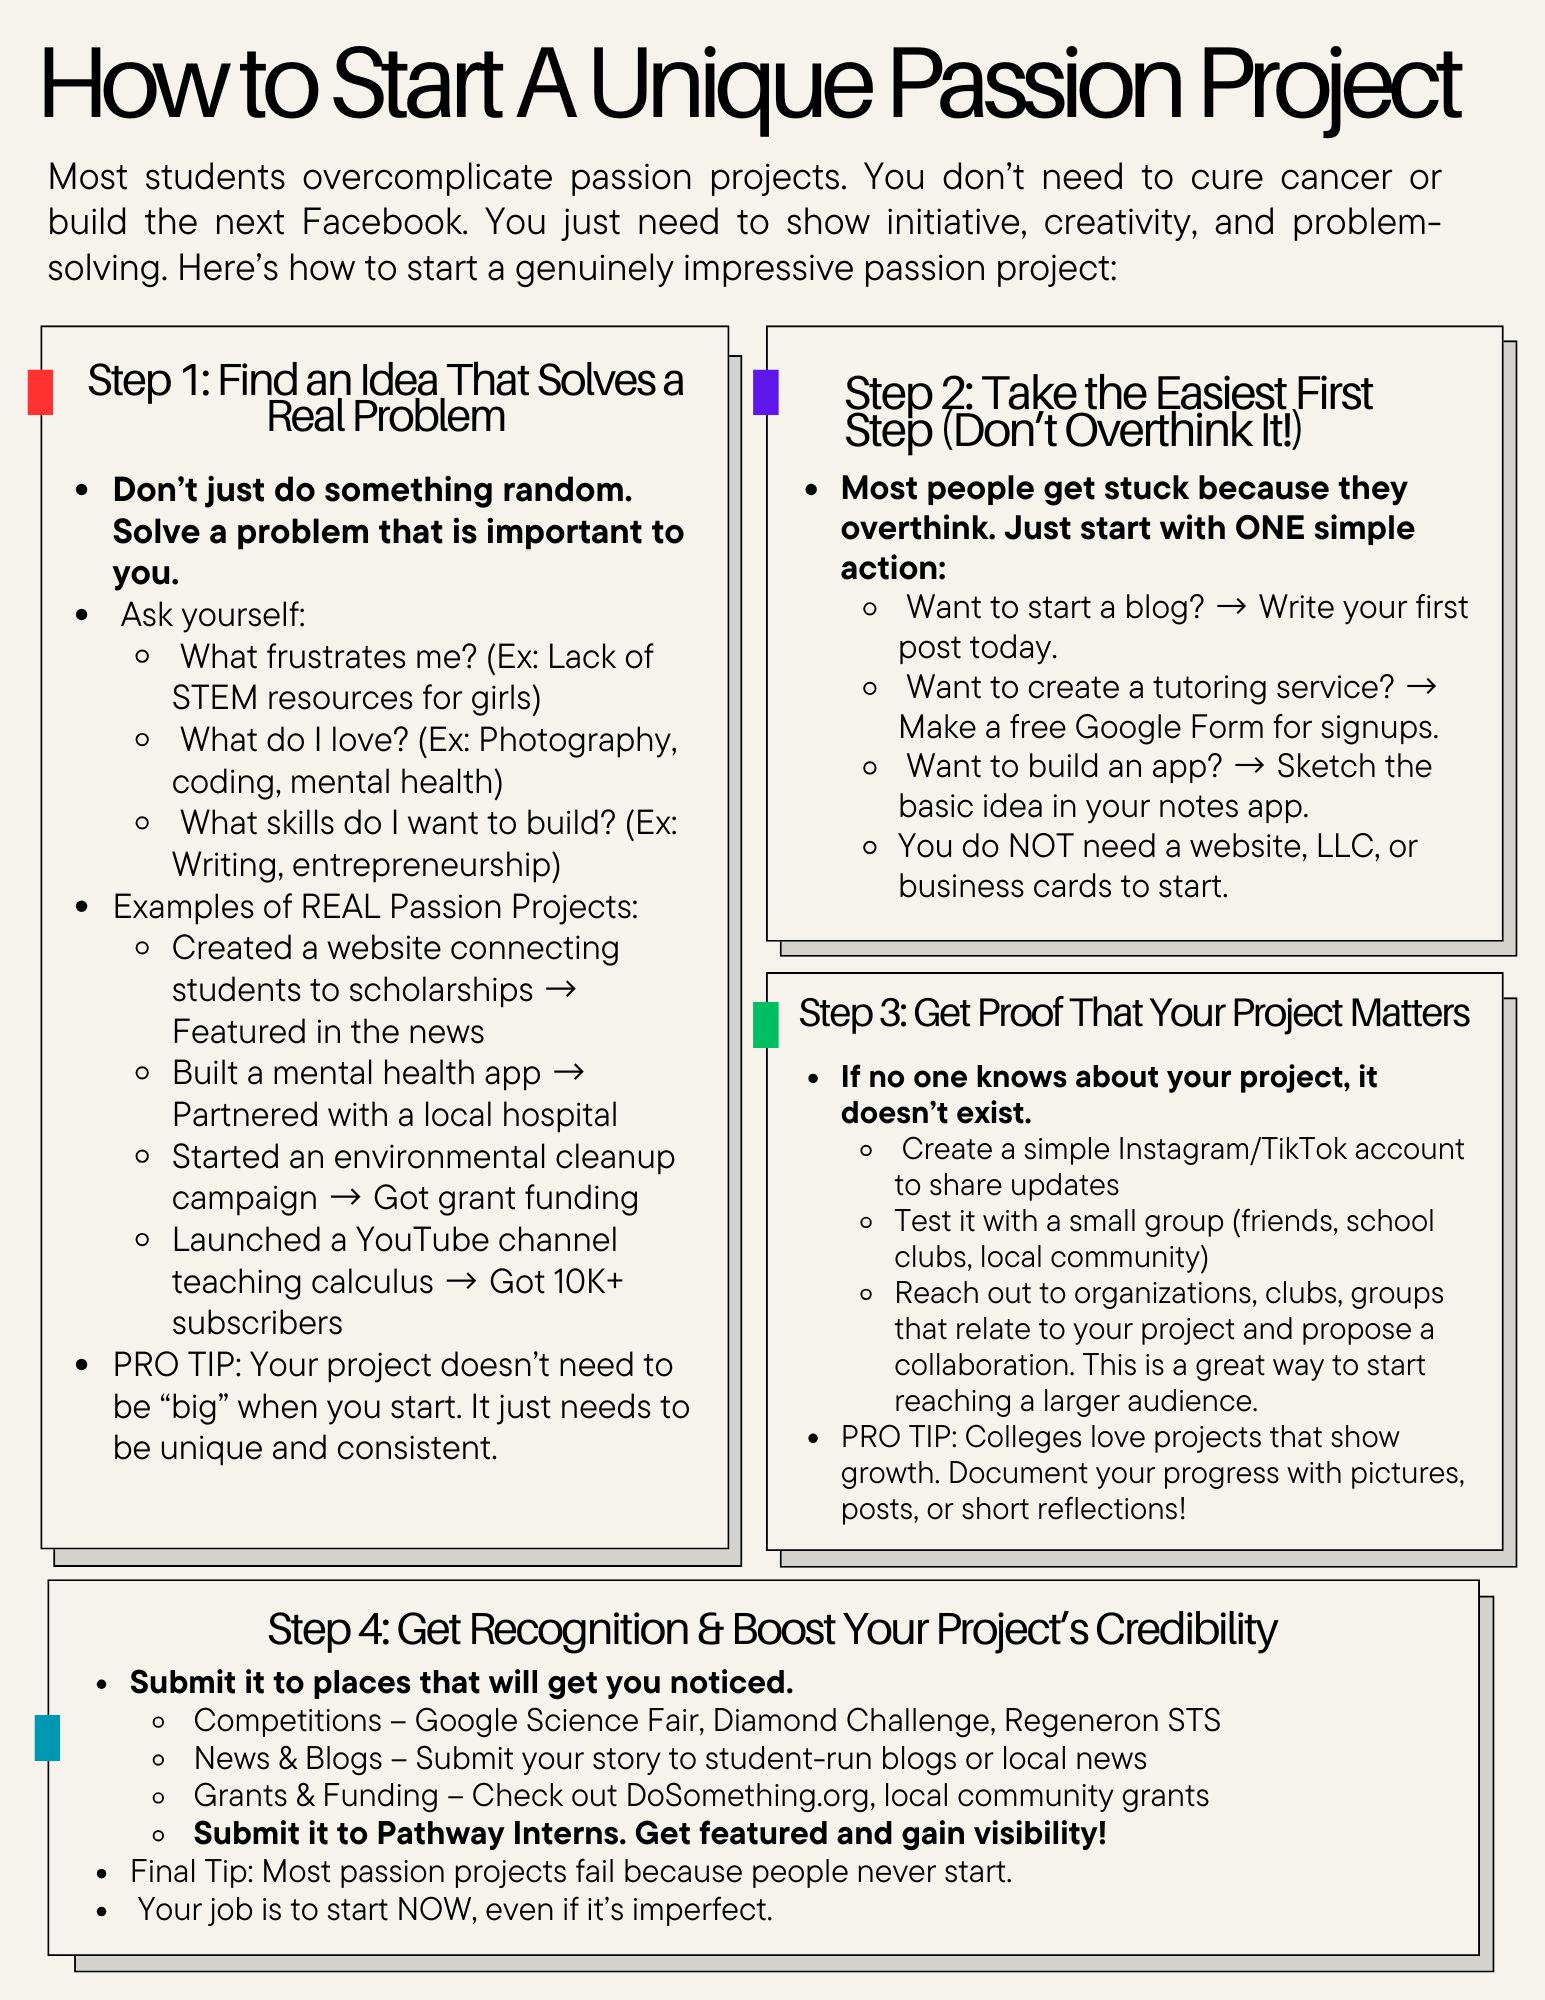 How to Start A Unique Passion Project
Most students overcomplicate passion projects. You don't need to cure cancer or
build the next Facebook. You just need to show initiative, creativity, and problem-
solving. Here's how to start a genuinely impressive passion project:
Step 1: Find an Idea That Solves a
Real Problem
• Don't just do something random.
Solve a problem that is important to
you.
• Ask yourself:
○ What frustrates me? (Ex: Lack of
STEM resources for girls)
○ What do I love? (Ex: Photography,
coding, mental health)
○ What skills do I want to build? (Ex:
Writing, entrepreneurship)
• Examples of REAL Passion Projects:
○ Created a website connecting
students to scholarships →
Featured in the news
○ Built a mental health app →
Partnered with a local hospital
○ Started an environmental cleanup
campaign → Got grant funding
○ Launched a YouTube channel
teaching calculus → Got 10K+
subscribers
• PRO TIP: Your project doesn't need to
be “big” when you start. It just needs to
be unique and consistent.
Step 2: Take the Easiest First
Step (Don't Overthink It!)
• Most people get stuck because they
overthink. Just start with ONE simple
action:
○ Want to start a blog? → Write your first
post today.
○ Want to create a tutoring service? →
Make a free Google Form for signups.
○ Want to build an app? → Sketch the
basic idea in your notes app.
○ You do NOT need a website, LLC, or
business cards to start.
Step 3: Get Proof That Your Project Matters
• If no one knows about your project, it
doesn't exist.
○ Create a simple Instagram/TikTok account
to share updates
○ Test it with a small group (friends, school
clubs, local community)
○ Reach out to organizations, clubs, groups
that relate to your project and propose a
collaboration. This is a great way to start
reaching a larger audience.
• PRO TIP: Colleges love projects that show
growth. Document your progress with pictures,
posts, or short reflections!
Step 4: Get Recognition & Boost Your Project's Credibility
• Submit it to places that will get you noticed.
○ Competitions – Google Science Fair, Diamond Challenge, Regeneron STS
○ News & Blogs – Submit your story to student-run blogs or local news
○ Grants & Funding – Check out DoSomething.org, local community grants
○ Submit it to Pathway Interns. Get featured and gain visibility!
• Final Tip: Most passion projects fail because people never start.
• Your job is to start NOW, even if it's imperfect.